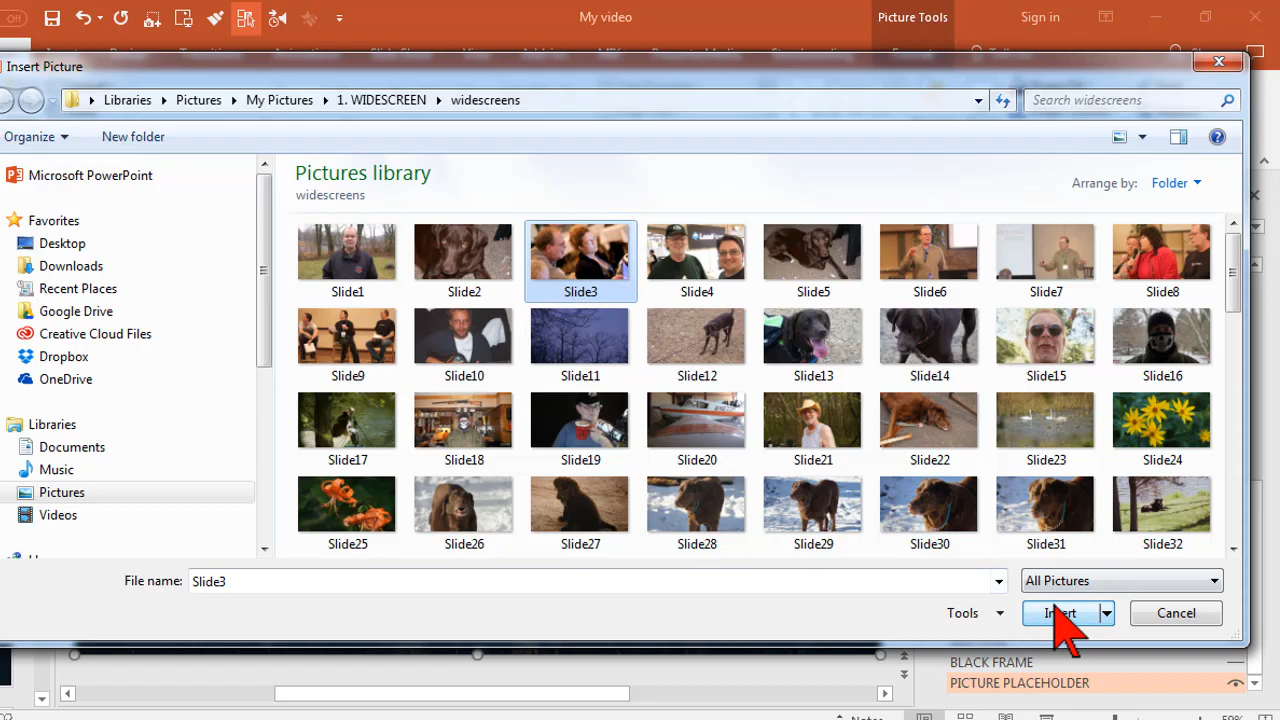 Off
My video
Picture Tools
Sign in
Insert Picture
Libraries
Pictures
My Pictures
1. WIDESCREEN
widescreens
Search widescreens
Organize
New folder
Microsoft PowerPoint
Favorites
Desktop
Downloads
Recent Places
Google Drive
Creative Cloud Files
Dropbox
OneDrive
Libraries
Documents
Music
Pictures
Videos
Pictures library
widescreens
Arrange by: Folder
Slide1 Slide2 Slide3 Slide4 Slide5 Slide6 Slide7 Slide8
Slide9 Slide10 Slide11 Slide12 Slide13 Slide14 Slide15 Slide16
Slide17 Slide18 Slide19 Slide20 Slide21 Slide22 Slide23 Slide24
Slide25 Slide26 Slide27 Slide28 Slide29 Slide30 Slide31 Slide32
File name: Slide3
All Pictures
Tools
Insert
Cancel
BLACK FRAME
PICTURE PLACEHOLDER